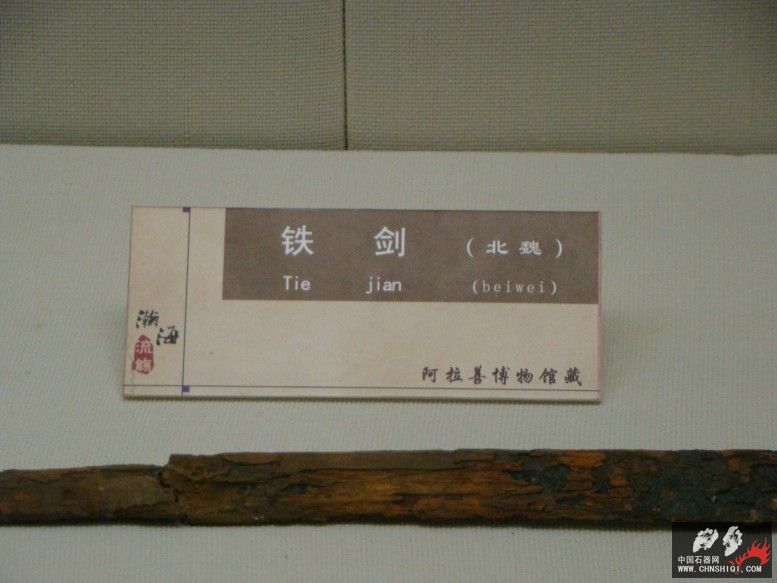 铁 剑 （北魏）
Tie jian (beiwei)
瀚海
流
阿拉善博物馆藏
中国石器网
WWW.CHNSHIQI.COM